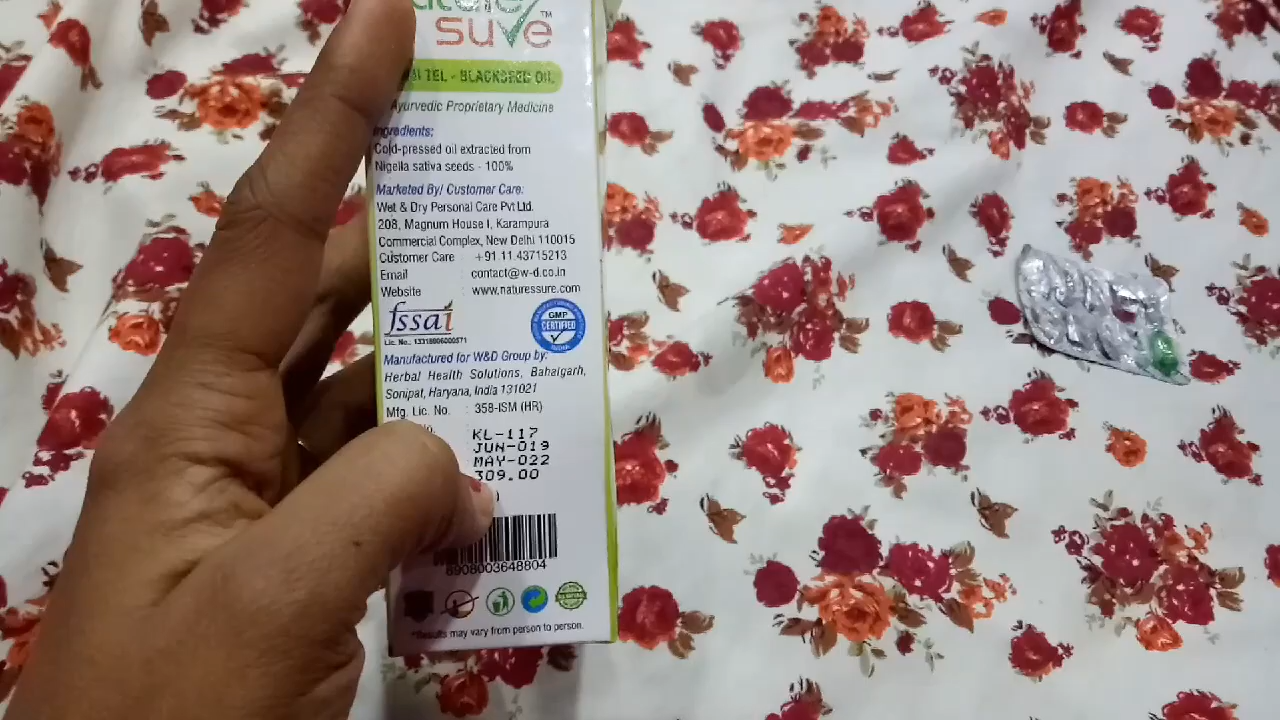 suve™
TEL - BLACKSEED OIL
Ayurvedic Proprietary Medicine
Ingredients:
Cold-pressed oil extracted from
Nigella sativa seeds - 100%
Marketed By/ Customer Care:
Wet & Dry Personal Care Pvt Ltd.
208, Magnum House I, Karampura
Commercial Complex, New Delhi 110015
Customer Care : +91 11 43715213
Email : contact@w-d.co.in
Website : www.naturessure.com
fssai
Lic. No.: 13318006000571
GMP
CERTIFIED
Manufactured for W&D Group by:
Herbal Health Solutions, Bahalgarh,
Sonipat, Haryana, India 131021
Mfg. Lic. No. : 358-ISM (HR)
KL-117
JUN-019
MAY-022
309.00
)
8908003648804
*Results may vary from person to person.